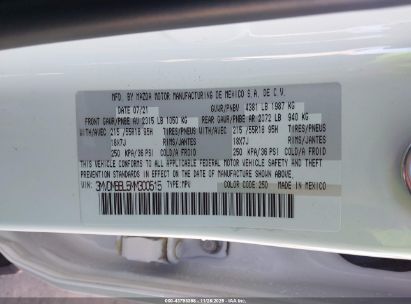 MFD. BY MAZDA MOTOR MANUFACTURING DE MEXICO S.A. DE C.V.
DATE 07/21 GVWR/PNBV 4381 LB 1987 KG
FRONT GAWR/PNBE AV 2315 LB 1050 KG REAR GAWR/PNBE AR 2072 LB 940 KG
WITH/AVEC 215/55R18 95H TIRES/PNEUS WITH/AVEC 215/55R18 95H TIRES/PNEUS
18X7J RIMS/JANTES 18X7J RIMS/JANTES
250 KPA/36 PSI COLD/A FROID 250 KPA/36 PSI COLD/A FROID
THIS VEHICLE CONFORMS TO ALL APPLICABLE FEDERAL MOTOR VEHICLE SAFETY, BUMPER, AND THEFT
PREVENTION STANDARDS IN EFFECT ON THE DATE OF MANUFACTURE SHOWN ABOVE.
VIN: 3MVDMBBL5MM300515 TYPE: MPV COLOR CODE: 25D MADE IN MEXICO